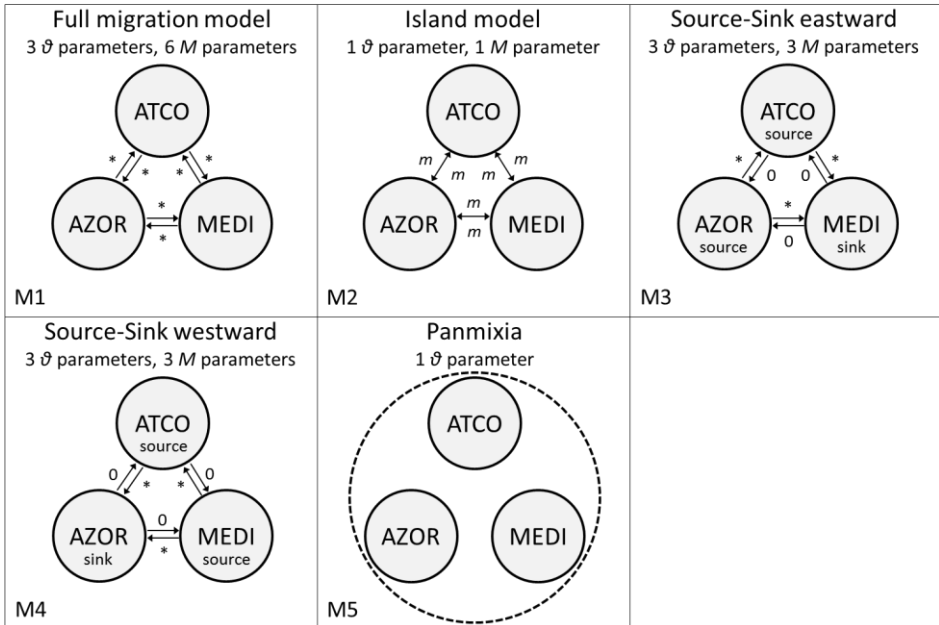 Full migration model
3 ϑ parameters, 6 M parameters
ATCO
*
*
*
*
AZOR
*
*
MEDI
M1
Island model
1 ϑ parameter, 1 M parameter
ATCO
m
m
m
m
AZOR
m
m
MEDI
M2
Source-Sink eastward
3 ϑ parameters, 3 M parameters
ATCO
source
*
0
0
*
AZOR
source
*
0
MEDI
sink
M3
Source-Sink westward
3 ϑ parameters, 3 M parameters
ATCO
source
0
*
*
0
AZOR
sink
0
*
MEDI
source
M4
Panmixia
1 ϑ parameter
ATCO
AZOR
MEDI
M5